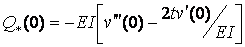 Q*(0) = −EI[v'''(0) − 2tv'(0)/EI]